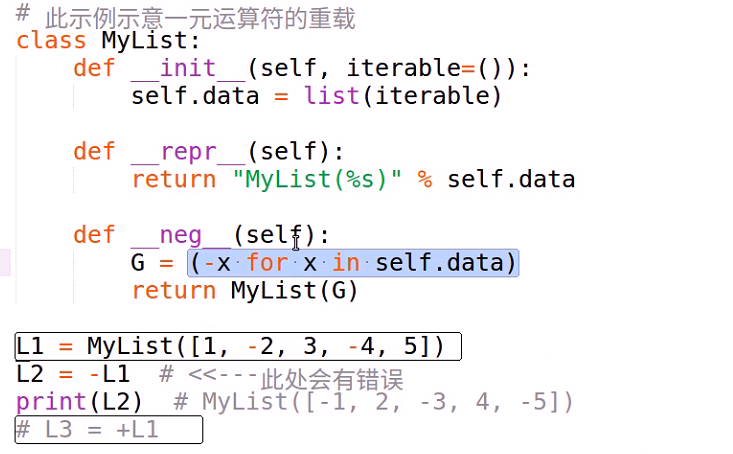 # 此示例示意一元运算符的重载
class MyList:
    def __init__(self, iterable=()):
        self.data = list(iterable)

    def __repr__(self):
        return "MyList(%s)" % self.data

    def __neg__(self):
        G = (-x for x in self.data)
        return MyList(G)

L1 = MyList([1, -2, 3, -4, 5])
L2 = -L1  # <<---此处会有错误
print(L2)  # MyList([-1, 2, -3, 4, -5])
# L3 = +L1